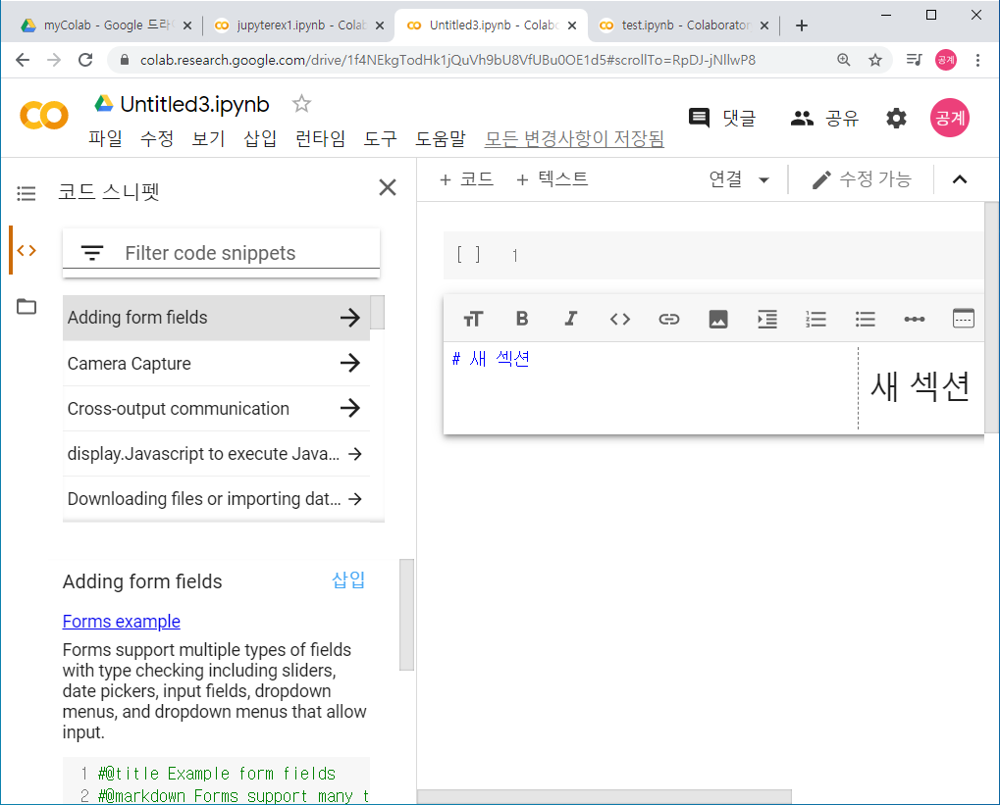 myColab - Google 드라
jupyterex1.ipynb - Colab
Untitled3.ipynb - Colabo
test.ipynb - Colaborator
colab.research.google.com/drive/1f4NEkgTodHk1jQuVh9bU8VfUBu0OE1d5#scrollTo=RpDJ-jNllwP8
공계
Untitled3.ipynb
파일 수정 보기 삽입 런타임 도구 도움말 모든 변경사항이 저장됨
댓글 공유 공계
코드 스니펫
+ 코드 + 텍스트 연결 수정 가능
Filter code snippets
[ ] 1
Adding form fields
Camera Capture
Cross-output communication
display.Javascript to execute Java...
Downloading files or importing dat...
B I
# 새 섹션
새 섹션
Adding form fields 삽입
Forms example
Forms support multiple types of fields
with type checking including sliders,
date pickers, input fields, dropdown
menus, and dropdown menus that allow
input.
1 #@title Example form fields
2 #@markdown Forms support many t